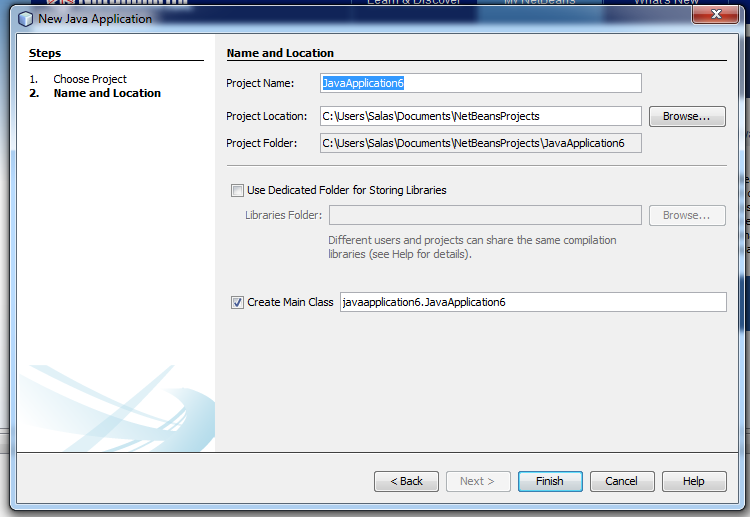 Learn & Discover
My NetBeans
What's New
New Java Application
Steps
1. Choose Project
2. Name and Location
Name and Location
Project Name: JavaApplication6
Project Location: C:\Users\Salas\Documents\NetBeansProjects
Browse...
Project Folder: C:\Users\Salas\Documents\NetBeansProjects\JavaApplication6
Use Dedicated Folder for Storing Libraries
Libraries Folder:
Browse...
Different users and projects can share the same compilation
libraries (see Help for details).
Create Main Class javaapplication6.JavaApplication6
< Back
Next >
Finish
Cancel
Help